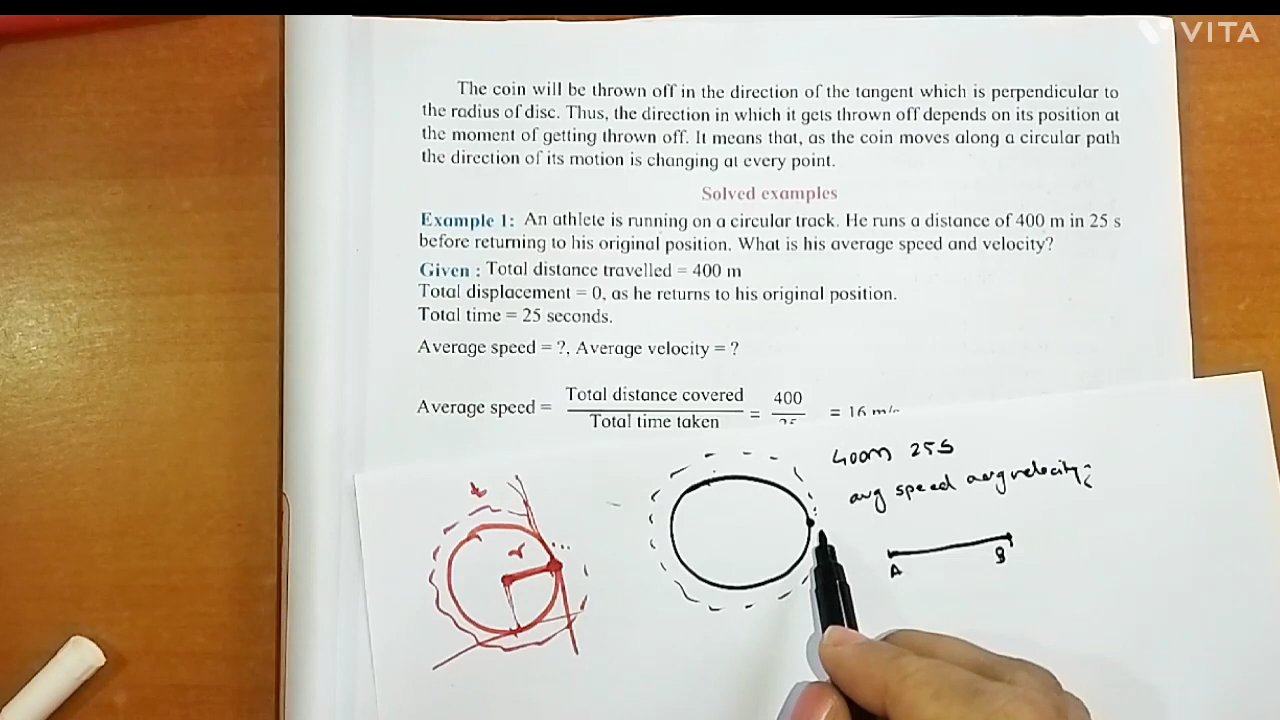 VITA
The coin will be thrown off in the direction of the tangent which is perpendicular to
the radius of disc. Thus, the direction in which it gets thrown off depends on its position at
the moment of getting thrown off. It means that, as the coin moves along a circular path
the direction of its motion is changing at every point.
Solved examples
Example 1: An athlete is running on a circular track. He runs a distance of 400 m in 25 s
before returning to his original position. What is his average speed and velocity?
Given : Total distance travelled = 400 m
Total displacement = 0, as he returns to his original position.
Total time = 25 seconds.
Average speed = ?, Average velocity = ?
Average speed = Total distance covered / Total time taken = 400 / 25 = 16 m/s
400m 25S
avg speed avg velocity
r
A B